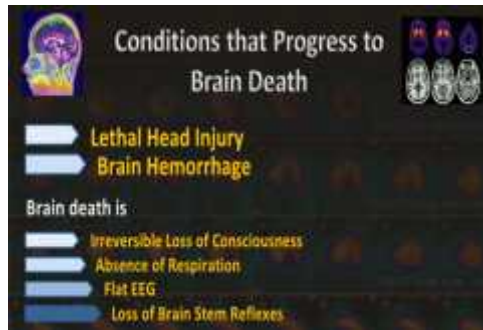 Conditions that Progress to
Brain Death
Lethal Head Injury
Brain Hemorrhage
Brain death is
Irreversible Loss of Consciousness
Absence of Respiration
Flat EEG
Loss of Brain Stem Reflexes